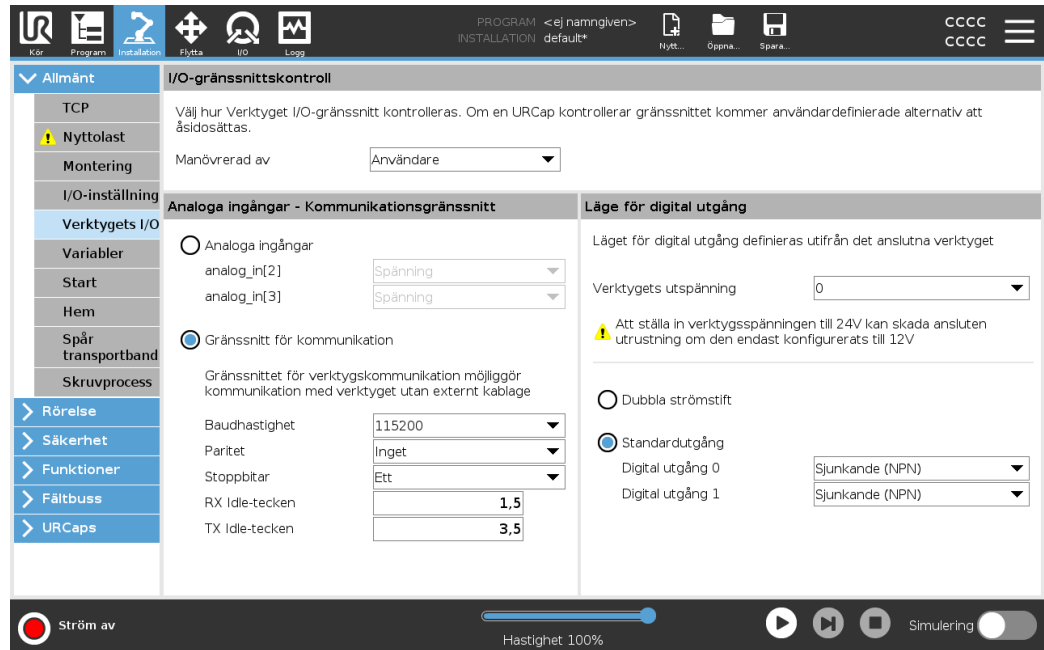 PROGRAM <ej namngiven>
INSTALLATION default*
Kör
Program
Installation
Flytta
I/O
Logg
Nytt...
Öppna...
Spara...
CCCC
CCCC
Allmänt
TCP
Nyttolast
Montering
I/O-inställning
Verktygets I/O
Variabler
Start
Hem
Spår
transportband
Skruvprocess
Rörelse
Säkerhet
Funktioner
Fältbuss
URCaps
I/O-gränssnittskontroll
Välj hur Verktyget I/O-gränssnitt kontrolleras. Om en URCap kontrollerar gränssnittet kommer användardefinierade alternativ att
åsidosättas.
Manövrerad av Användare
Analoga ingångar - Kommunikationsgränssnitt
Analoga ingångar
analog_in[2] Spänning
analog_in[3] Spänning
Gränssnitt för kommunikation
Gränssnittet för verktygskommunikation möjliggör
kommunikation med verktyget utan externt kablage
Baudhastighet 115200
Paritet Inget
Stoppbitar Ett
RX Idle-tecken 1,5
TX Idle-tecken 3,5
Läge för digital utgång
Läget för digital utgång definieras utifrån det anslutna verktyget
Verktygets utspänning 0
Att ställa in verktygsspänningen till 24V kan skada ansluten
utrustning om den endast konfigurerats till 12V
Dubbla strömstift
Standardutgång
Digital utgång 0 Sjunkande (NPN)
Digital utgång 1 Sjunkande (NPN)
Ström av
Hastighet 100%
Simulering